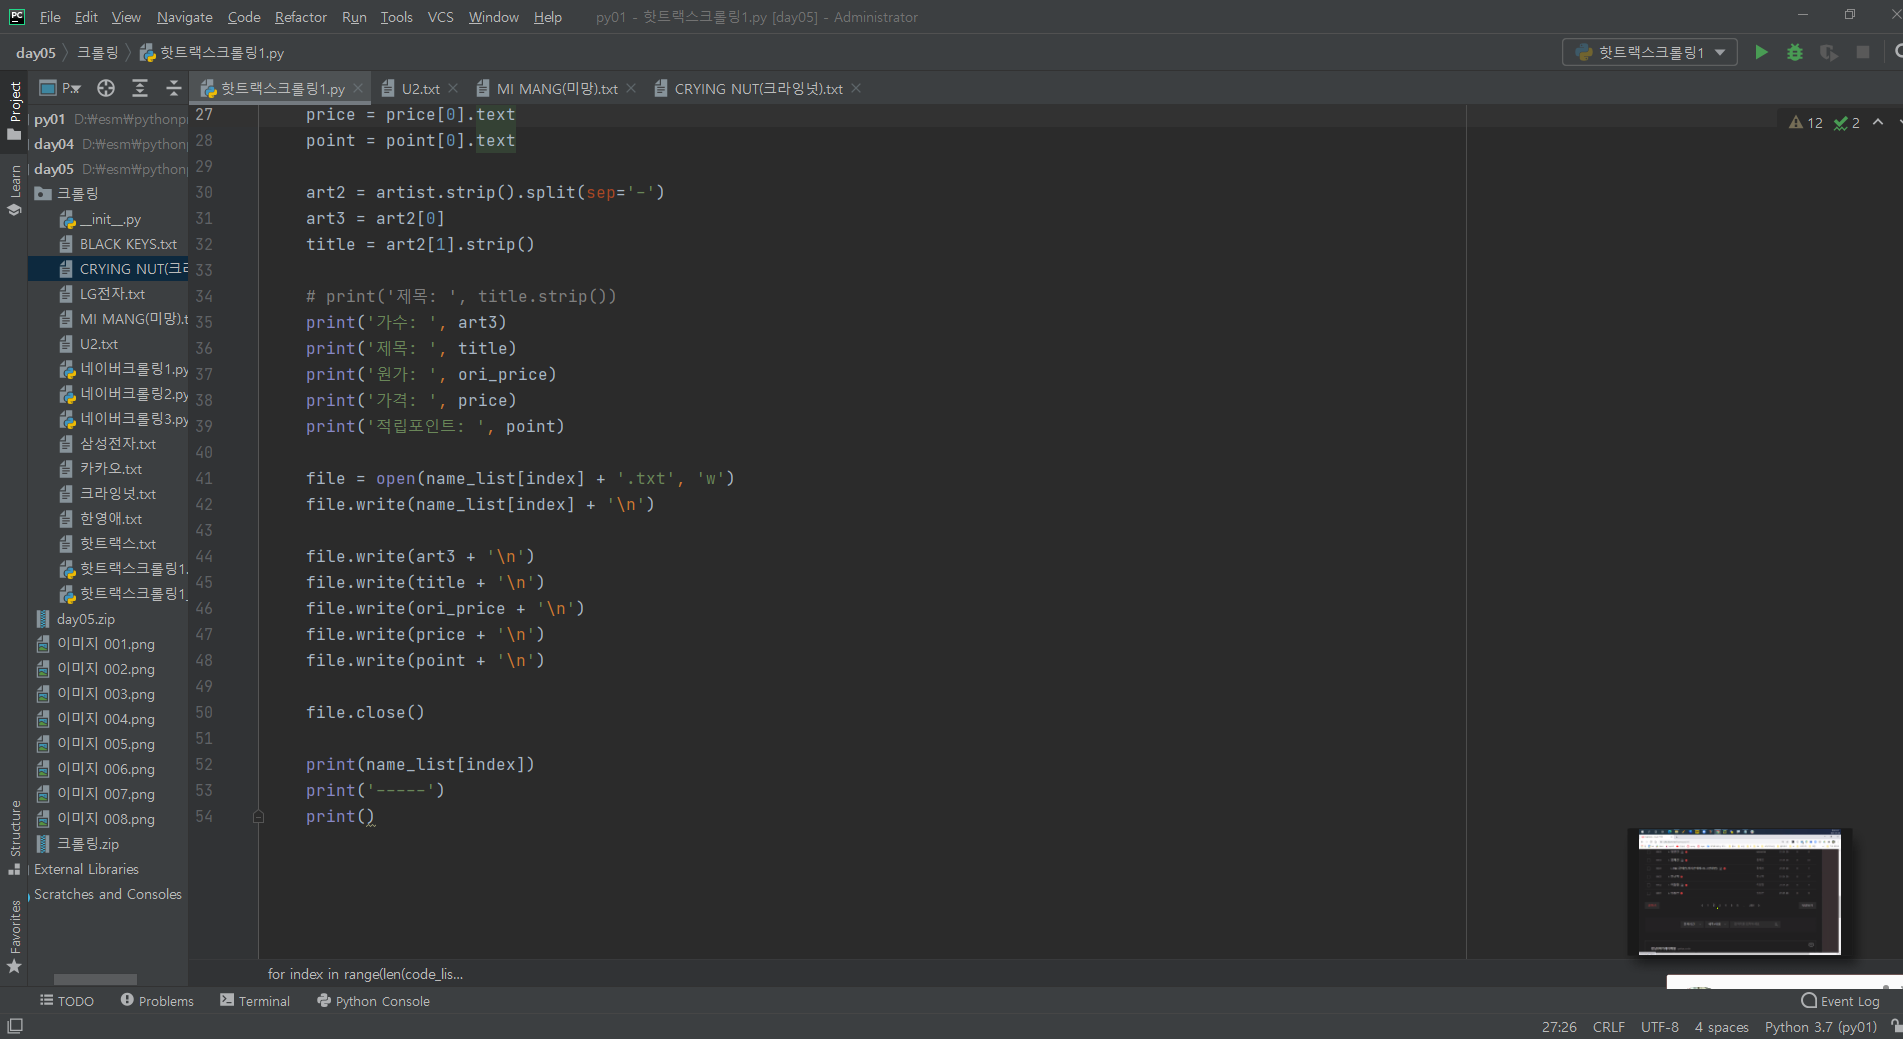 File Edit View Navigate Code Refactor Run Tools VCS Window Help py01 - 핫트랙스크롤링1.py [day05] - Administrator
day05 크롤링 핫트랙스크롤링1.py 핫트랙스크롤링1
P... 핫트랙스크롤링1.py U2.txt MI MANG(미망).txt CRYING NUT(크라잉넛).txt
Project
Learn
Structure
Favorites
py01 D:₩esm₩pythonp
day04 D:₩esm₩python
day05 D:₩esm₩python
크롤링
__init__.py
BLACK KEYS.txt
CRYING NUT(크라
LG전자.txt
MI MANG(미망).t
U2.txt
네이버크롤링1.py
네이버크롤링2.py
네이버크롤링3.py
삼성전자.txt
카카오.txt
크라잉넛.txt
한영애.txt
핫트랙스.txt
핫트랙스크롤링1.
핫트랙스크롤링1_
day05.zip
이미지 001.png
이미지 002.png
이미지 003.png
이미지 004.png
이미지 005.png
이미지 006.png
이미지 007.png
이미지 008.png
크롤링.zip
External Libraries
Scratches and Consoles
12 2
27 price = price[0].text
28 point = point[0].text
29
30 art2 = artist.strip().split(sep='-')
31 art3 = art2[0]
32 title = art2[1].strip()
33
34 # print('제목: ', title.strip())
35 print('가수: ', art3)
36 print('제목: ', title)
37 print('원가: ', ori_price)
38 print('가격: ', price)
39 print('적립포인트: ', point)
40
41 file = open(name_list[index] + '.txt', 'w')
42 file.write(name_list[index] + '\n')
43
44 file.write(art3 + '\n')
45 file.write(title + '\n')
46 file.write(ori_price + '\n')
47 file.write(price + '\n')
48 file.write(point + '\n')
49
50 file.close()
51
52 print(name_list[index])
53 print('-----')
54 print()
for index in range(len(code_lis...
TODO Problems Terminal Python Console Event Log
27:26 CRLF UTF-8 4 spaces Python 3.7 (py01)